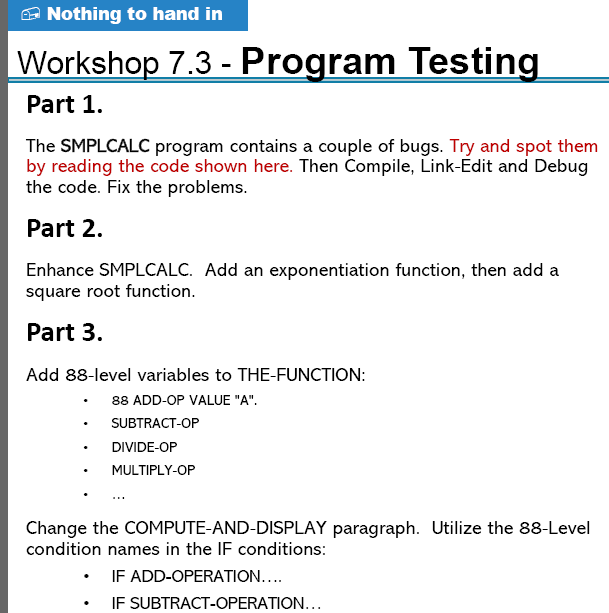 Nothing to hand in
Workshop 7.3 - Program Testing
Part 1.
The SMPLCALC program contains a couple of bugs. Try and spot them
by reading the code shown here. Then Compile, Link-Edit and Debug
the code. Fix the problems.
Part 2.
Enhance SMPLCALC. Add an exponentiation function, then add a
square root function.
Part 3.
Add 88-level variables to THE-FUNCTION:
• 88 ADD-OP VALUE "A".
• SUBTRACT-OP
• DIVIDE-OP
• MULTIPLY-OP
• ...
Change the COMPUTE-AND-DISPLAY paragraph. Utilize the 88-Level
condition names in the IF conditions:
• IF ADD-OPERATION....
• IF SUBTRACT-OPERATION...